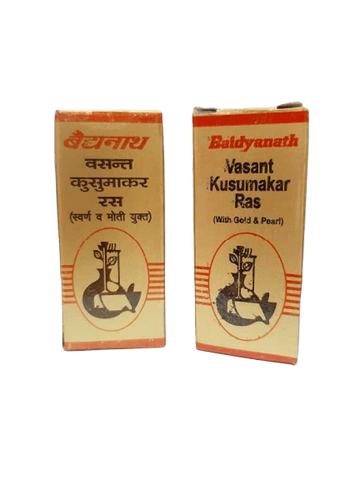 बैद्यनाथ
वसन्त
कुसुमाकर
रस
(स्वर्ण व मोती युक्त)
Baidyanath
Vasant
Kusumakar
Ras
(With Gold & Pearl)